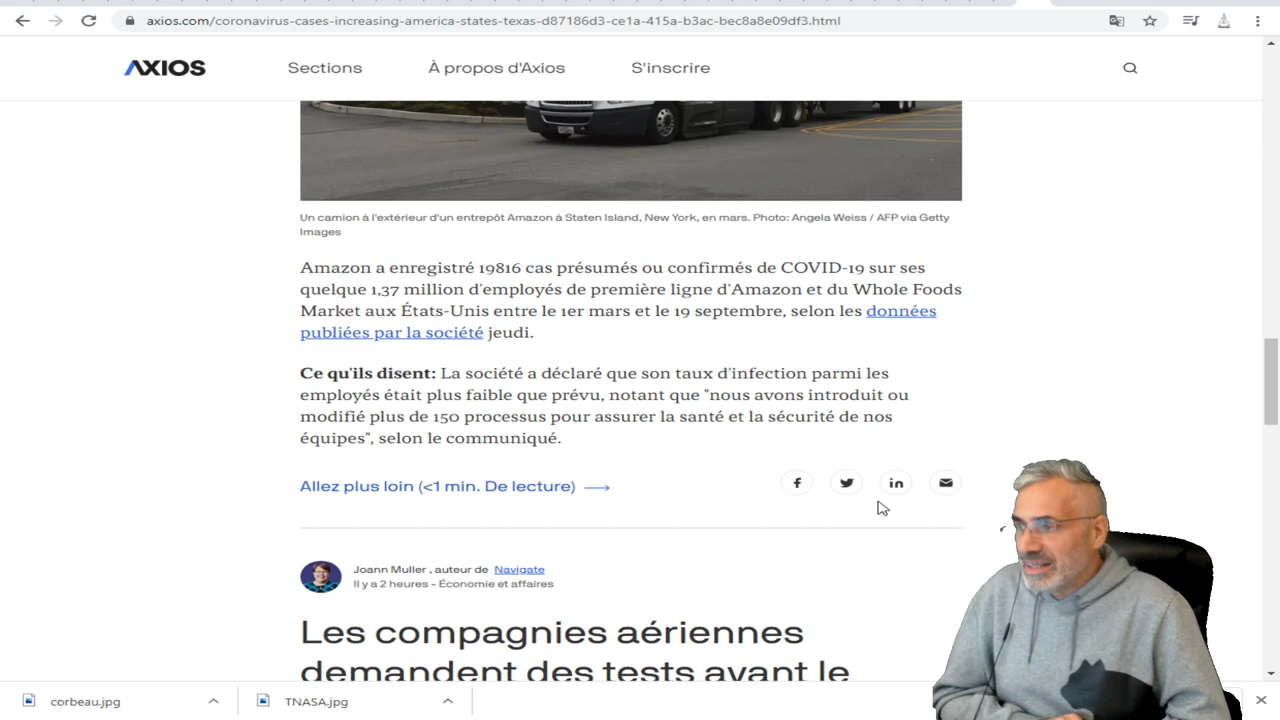 axios.com/coronavirus-cases-increasing-america-states-texas-d87186d3-ce1a-415a-b3ac-bec8a8e09df3.html
AXIOS
Sections
À propos d'Axios
S'inscrire
Un camion à l'extérieur d'un entrepôt Amazon à Staten Island, New York, en mars. Photo: Angela Weiss / AFP via Getty
Images
Amazon a enregistré 19816 cas présumés ou confirmés de COVID-19 sur ses
quelque 1,37 million d'employés de première ligne d'Amazon et du Whole Foods
Market aux États-Unis entre le 1er mars et le 19 septembre, selon les données
publiées par la société jeudi.
Ce qu'ils disent: La société a déclaré que son taux d'infection parmi les
employés était plus faible que prévu, notant que "nous avons introduit ou
modifié plus de 150 processus pour assurer la santé et la sécurité de nos
équipes", selon le communiqué.
Allez plus loin (<1 min. De lecture)
Joann Muller , auteur de Navigate
Il y a 2 heures - Économie et affaires
Les compagnies aériennes
demandent des tests avant le
corbeau.jpg
TNASA.jpg